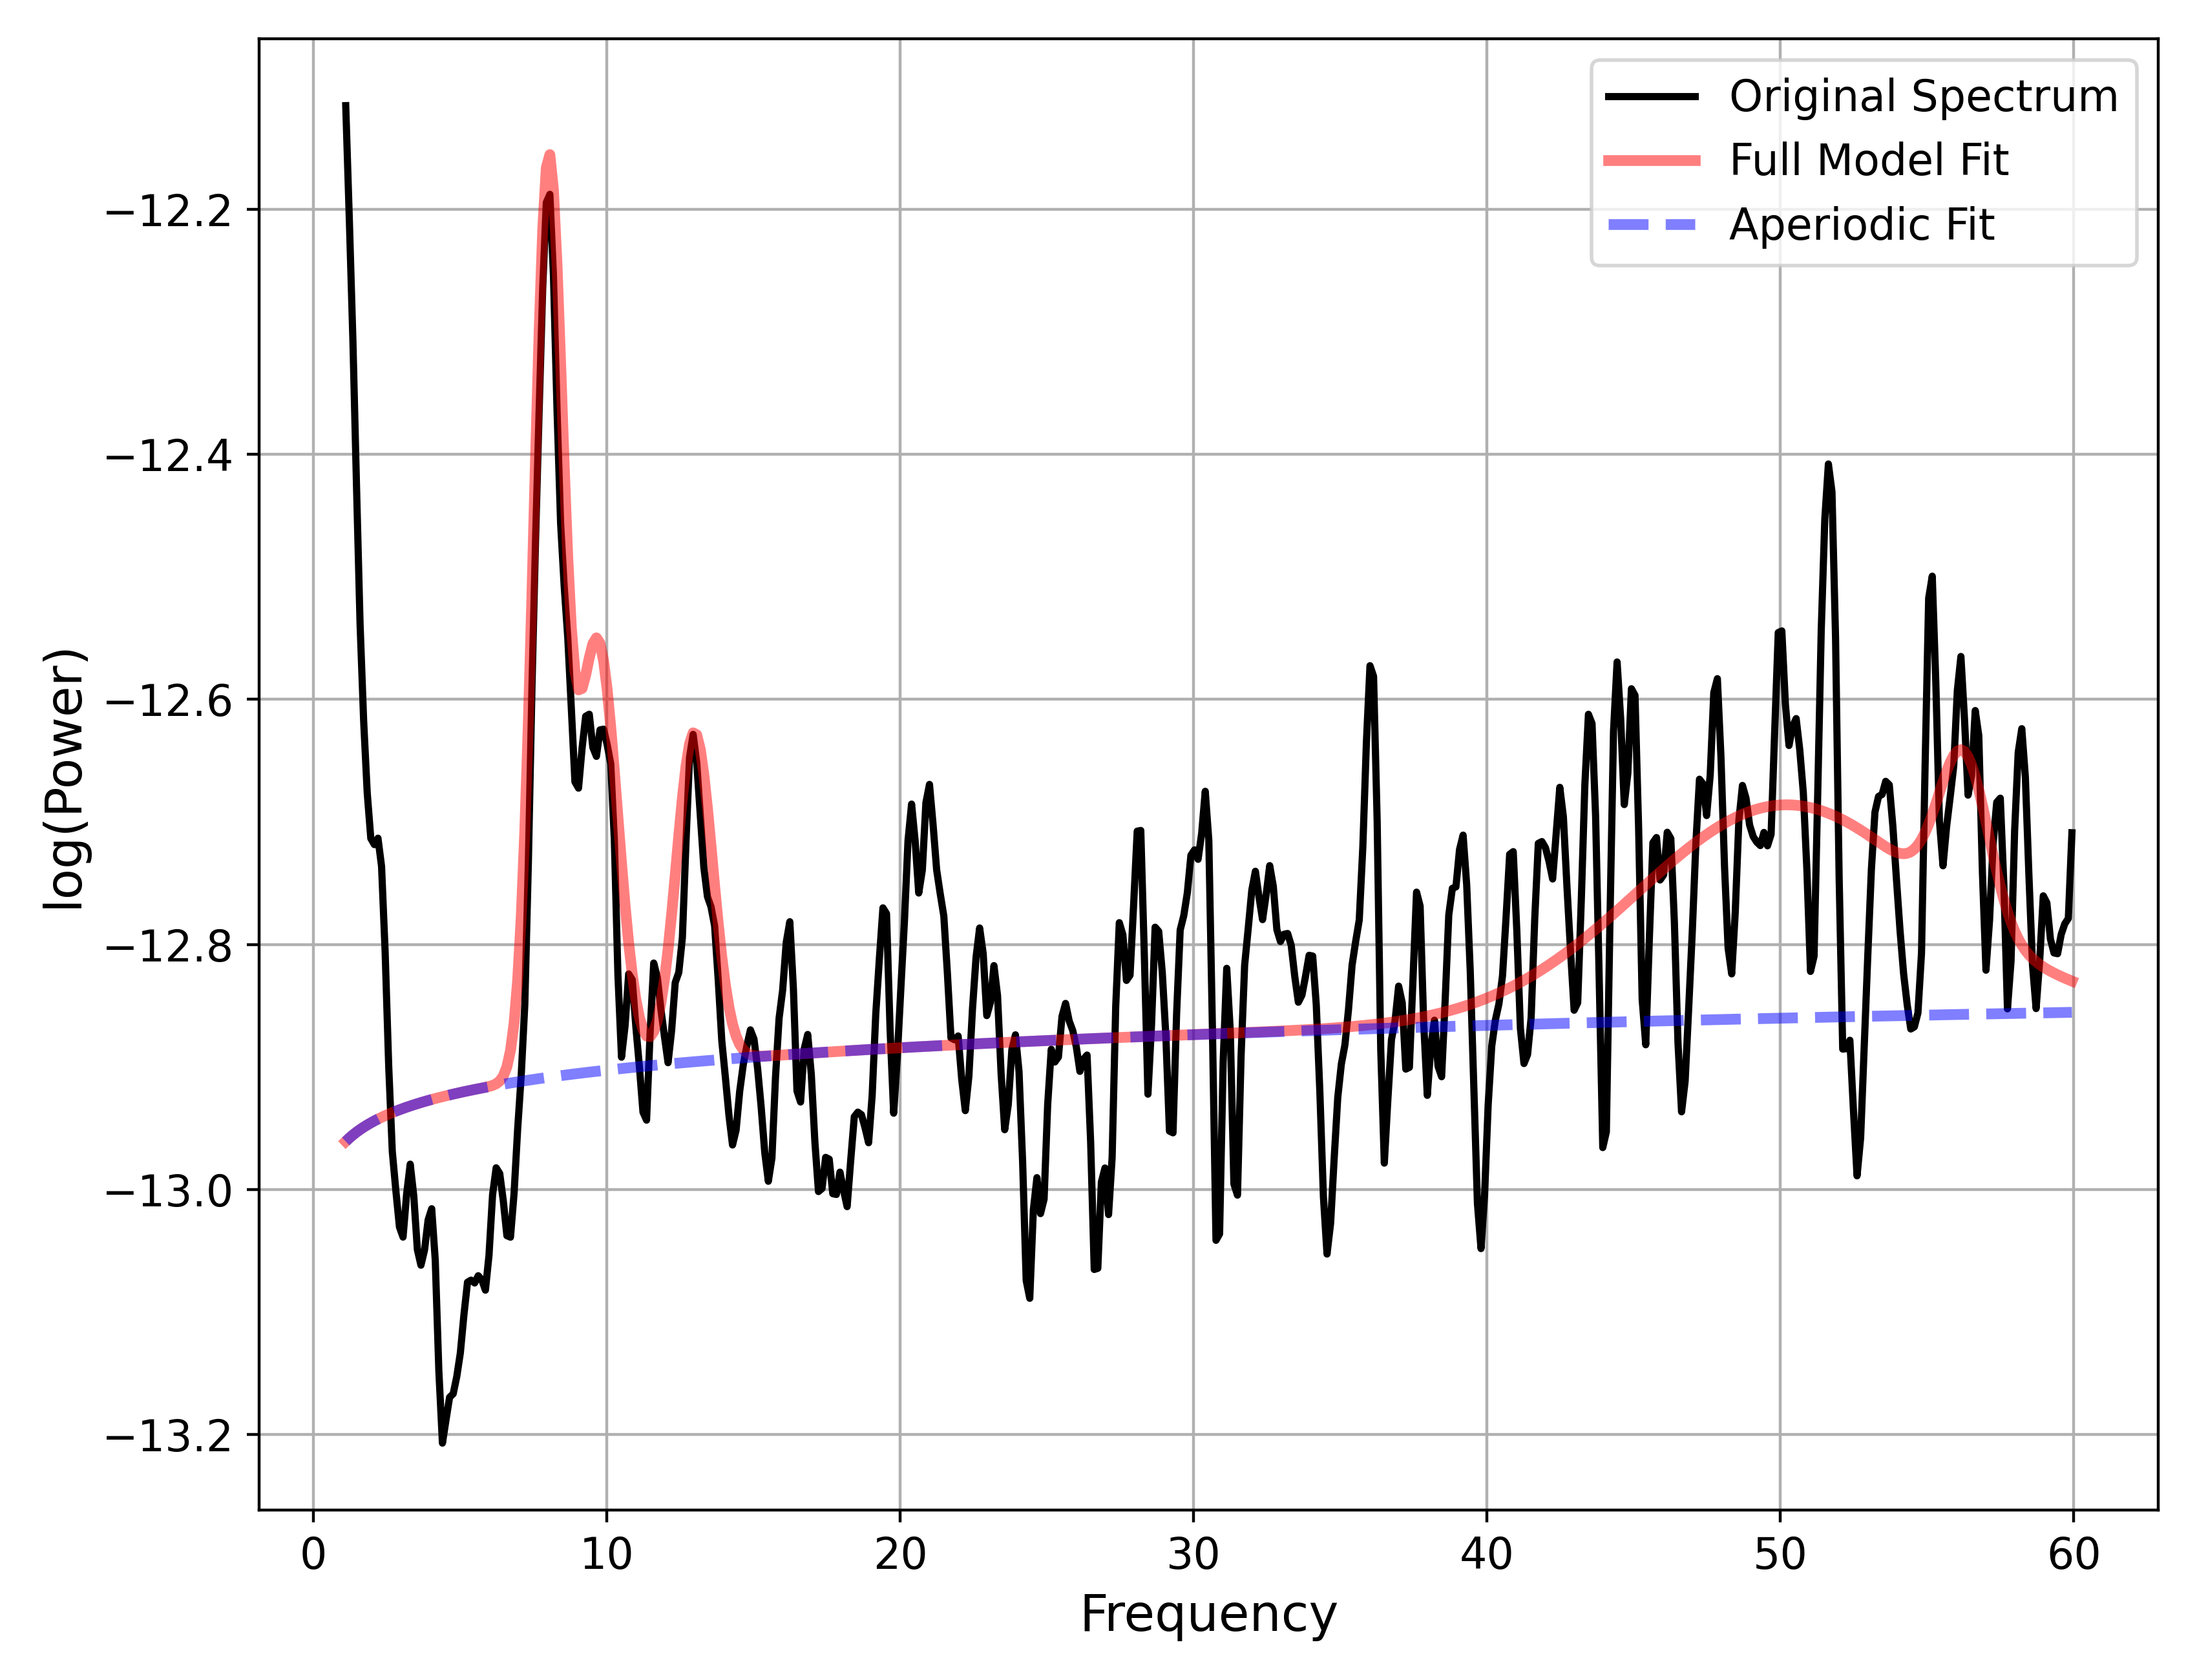 Original Spectrum
Full Model Fit
Aperiodic Fit
−12.2
−12.4
−12.6
−12.8
−13.0
−13.2
log(Power)
0 10 20 30 40 50 60
Frequency